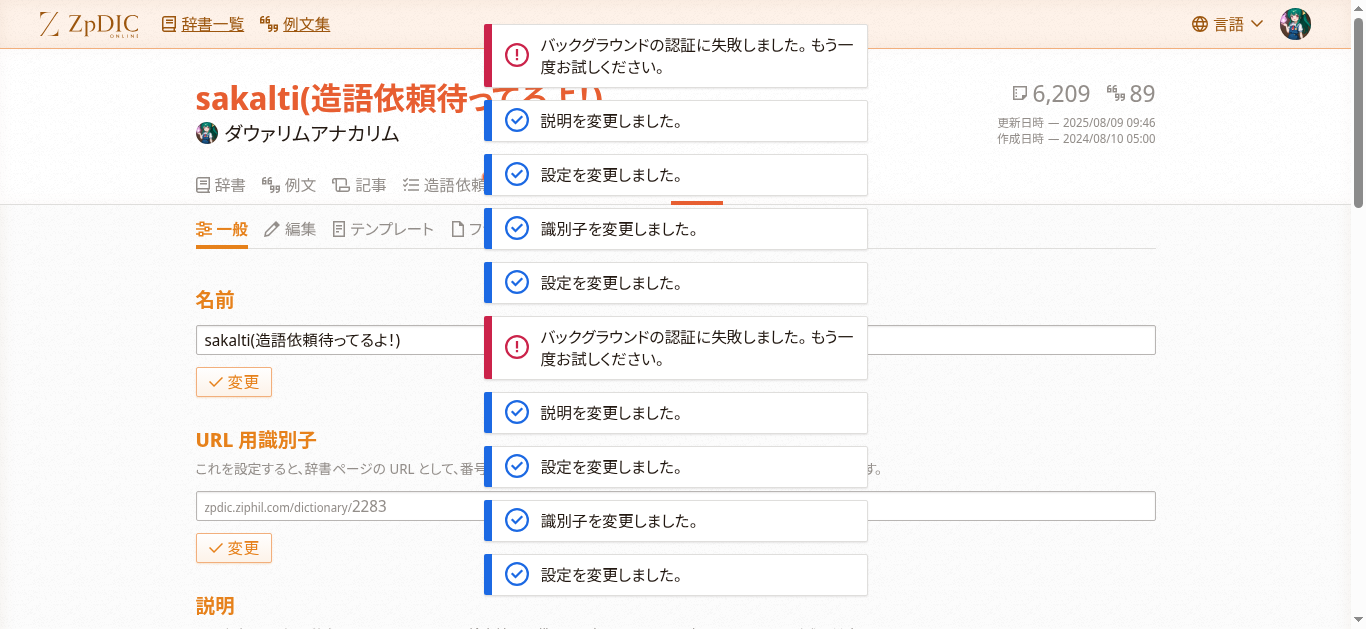 ZpDIC ONLINE 辞書一覧 例文集 言語
バックグラウンドの認証に失敗しました。もう一
度お試しください。
sakalti(造語依頼待ってるよ!)
6,209 89
説明を変更しました。
更新日時 — 2025/08/09 09:46
ダウァリムアナカリム
作成日時 — 2024/08/10 05:00
設定を変更しました。
辞書 例文 記事 造語依頼
一般 編集 テンプレート フ
識別子を変更しました。
設定を変更しました。
名前
sakalti(造語依頼待ってるよ!)
バックグラウンドの認証に失敗しました。もう一
度お試しください。
変更
説明を変更しました。
URL 用識別子
これを設定すると、辞書ページの URL として、番号
す。
設定を変更しました。
zpdic.ziphil.com/dictionary/2283
識別子を変更しました。
変更
設定を変更しました。
説明